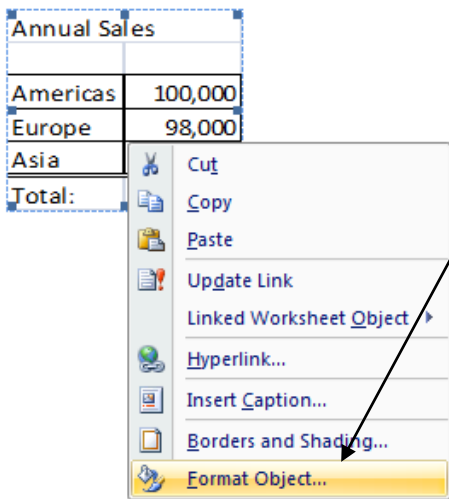 Annual Sales
Americas 100,000
Europe 98,000
Asia
Total:
Cut
Copy
Paste
Update Link
Linked Worksheet Object
Hyperlink...
Insert Caption...
Borders and Shading...
Format Object...